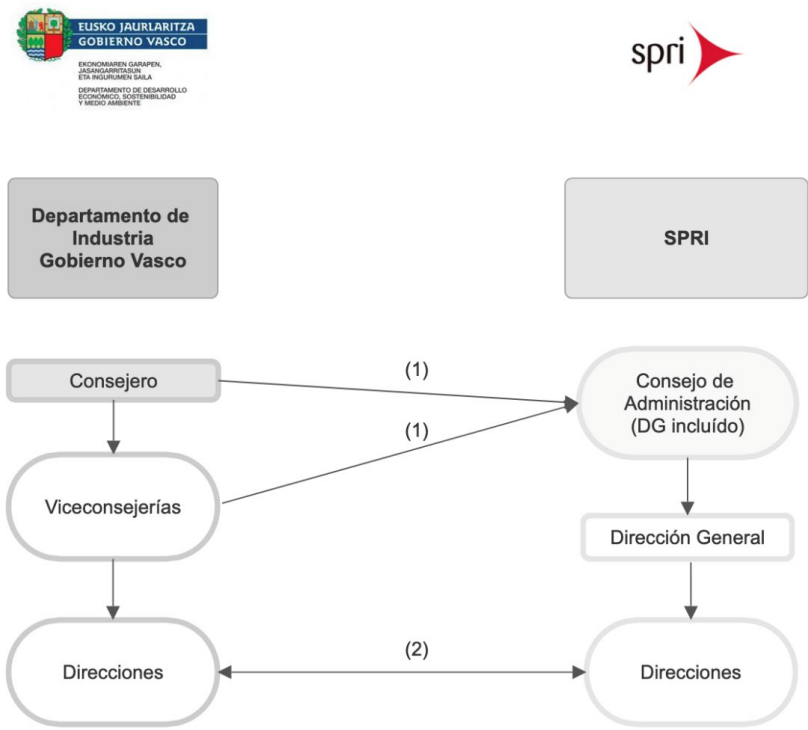 EUSKO JAURLARITZA
GOBIERNO VASCO
EKONOMIAREN GARAPEN,
JASANGARRITASUN
ETA INGURUMEN SAILA
DEPARTAMENTO DE DESARROLLO
ECONÓMICO, SOSTENIBILIDAD
Y MEDIO AMBIENTE
spri
Departamento de
Industria
Gobierno Vasco
SPRI
Consejero
(1)
Consejo de
Administración
(DG incluído)
(1)
Viceconsejerías
Dirección General
Direcciones
(2)
Direcciones